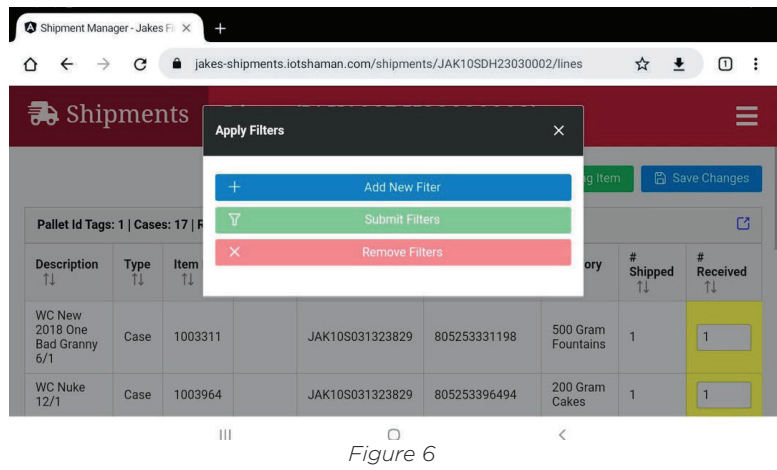 Shipment Manager - Jakes Fi
jakes-shipments.iotshaman.com/shipments/JAK10SDH23030002/lines
1
Shipments
Apply Filters
Add New Fiter
Submit Filters
Remove Filters
ng Item
Save Changes
Pallet Id Tags: 1 | Cases: 17 | R
Description
Type
Item
ory
# Shipped
# Received
WC New 2018 One Bad Granny 6/1
Case
1003311
JAK10S031323829
805253331198
500 Gram Fountains
1
1
WC Nuke 12/1
Case
1003964
JAK10S031323829
805253396494
200 Gram Cakes
1
1
Figure 6